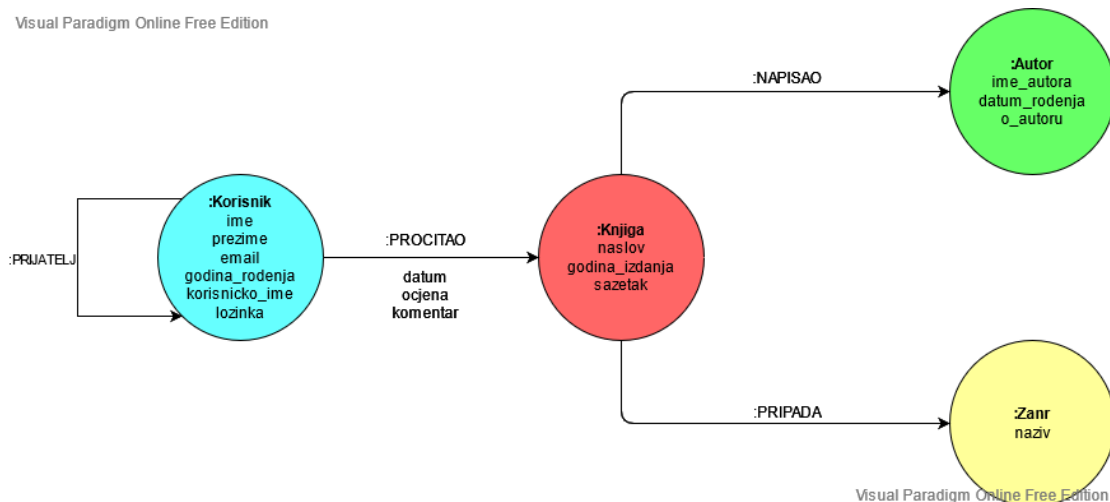 Visual Paradigm Online Free Edition
:PRIJATELJ
:Korisnik
ime
prezime
email
godina_rodenja
korisnicko_ime
lozinka
:PROCITAO
datum
ocjena
komentar
:Knjiga
naslov
godina_izdanja
sazetak
:NAPISAO
:Autor
ime_autora
datum_rodenja
o_autoru
:PRIPADA
:Zanr
naziv
Visual Paradigm Online Free Edition